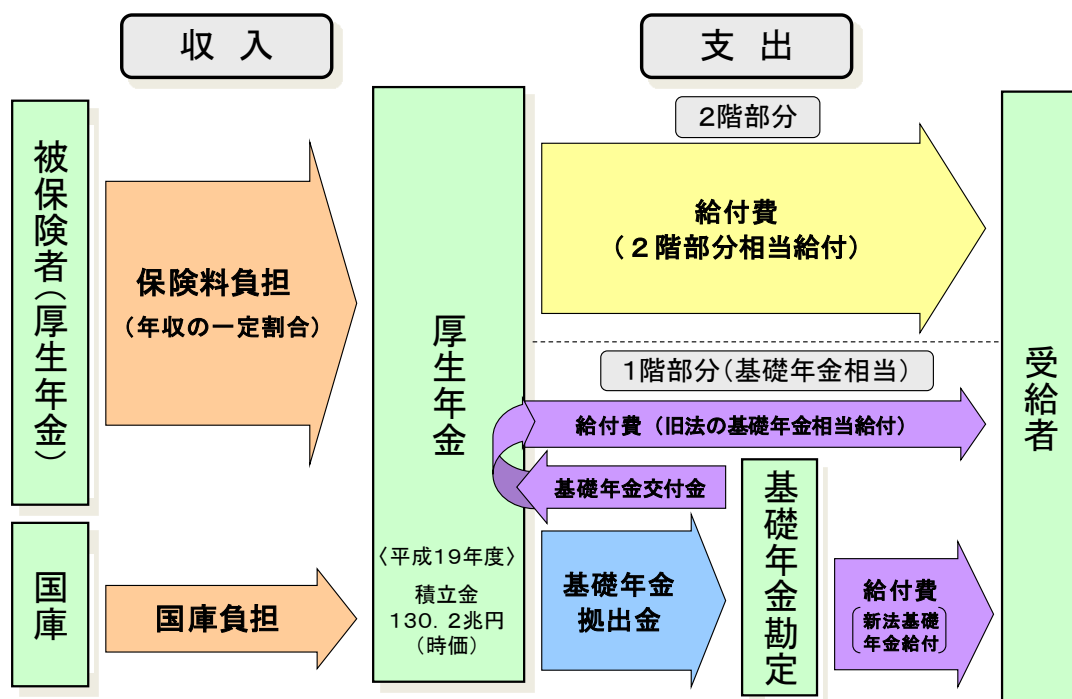 収 入
支 出
被保険者(厚生年金)
国庫
保険料負担
(年収の一定割合)
国庫負担
厚生年金
〈平成19年度〉
積立金
130.2兆円
(時価)
2階部分
給付費
(2階部分相当給付)
1階部分(基礎年金相当)
給付費(旧法の基礎年金相当給付)
基礎年金交付金
基礎年金
拠出金
基礎年金勘定
給付費
新法基礎
年金給付
受給者